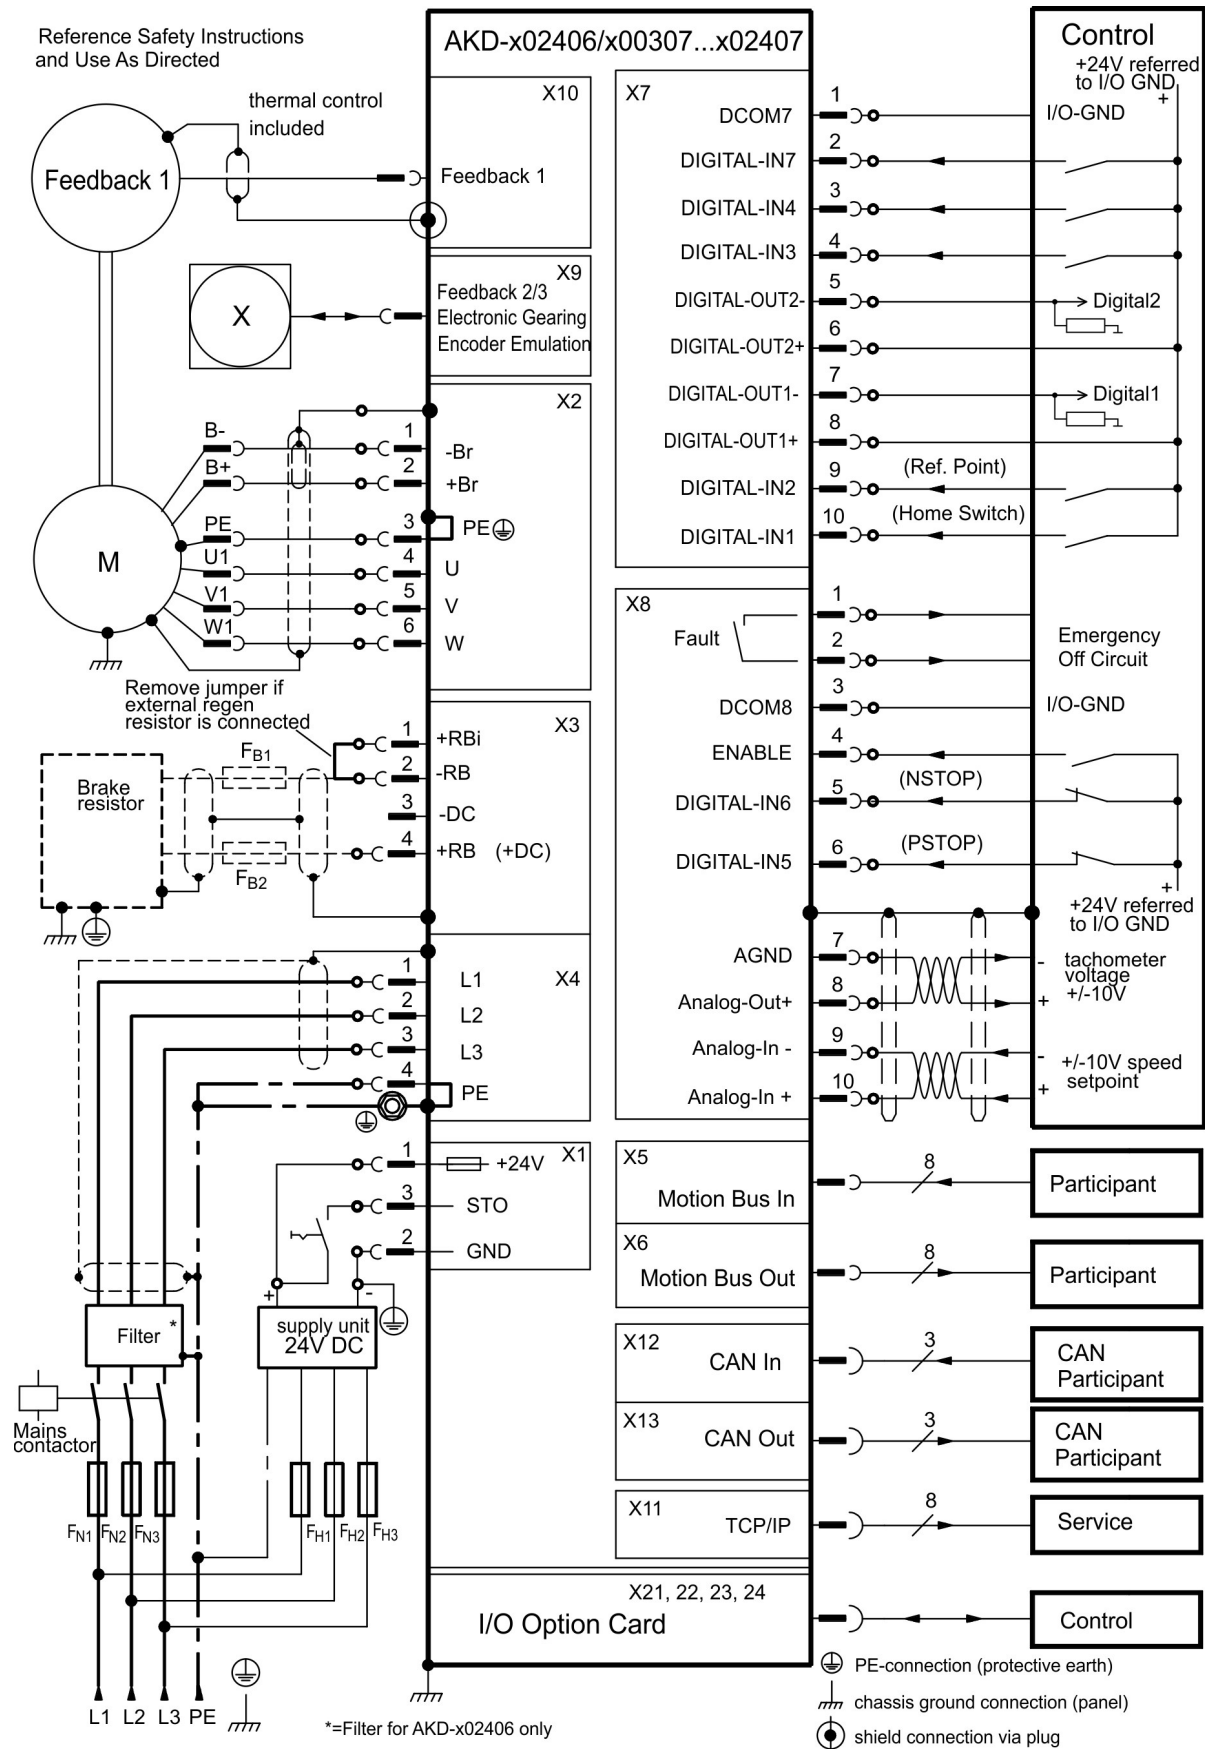 Reference Safety Instructions
and Use As Directed
AKD-x02406/x00307...x02407
Control
+24V referred
to I/O GND
+
thermal control
included
Feedback 1
X10
Feedback 1
X9
Feedback 2/3
Electronic Gearing
Encoder Emulation
X
X2
B-
1
-Br
B+
2
+Br
PE
3
PE
U1
4
U
V1
5
V
W1
6
W
M
Remove jumper if
external regen
resistor is connected
X3
1
+RBi
FB1
2
-RB
Brake
resistor
3
-DC
4
+RB (+DC)
FB2
X4
1
L1
2
L2
3
L3
4
PE
X1
1
+24V
3
STO
2
GND
+
-
supply unit
24V DC
Filter *
Mains
contactor
FN1
FN2
FN3
FH1
FH2
FH3
L1 L2 L3 PE
*=Filter for AKD-x02406 only
X7
DCOM7
1
I/O-GND
DIGITAL-IN7
2
DIGITAL-IN4
3
DIGITAL-IN3
4
DIGITAL-OUT2-
5
Digital2
DIGITAL-OUT2+
6
DIGITAL-OUT1-
7
Digital1
DIGITAL-OUT1+
8
DIGITAL-IN2
9
(Ref. Point)
DIGITAL-IN1
10
(Home Switch)
X8
Fault
1
2
Emergency
Off Circuit
DCOM8
3
I/O-GND
ENABLE
4
DIGITAL-IN6
5
(NSTOP)
DIGITAL-IN5
6
(PSTOP)
+
+24V referred
to I/O GND
AGND
7
-
tachometer
voltage
+/-10V
Analog-Out+
8
+
Analog-In -
9
-
+/-10V speed
setpoint
Analog-In +
10
+
X5
Motion Bus In
8
Participant
X6
Motion Bus Out
8
Participant
X12
CAN In
3
CAN
Participant
X13
CAN Out
3
CAN
Participant
X11
TCP/IP
8
Service
X21, 22, 23, 24
I/O Option Card
Control
PE-connection (protective earth)
chassis ground connection (panel)
shield connection via plug